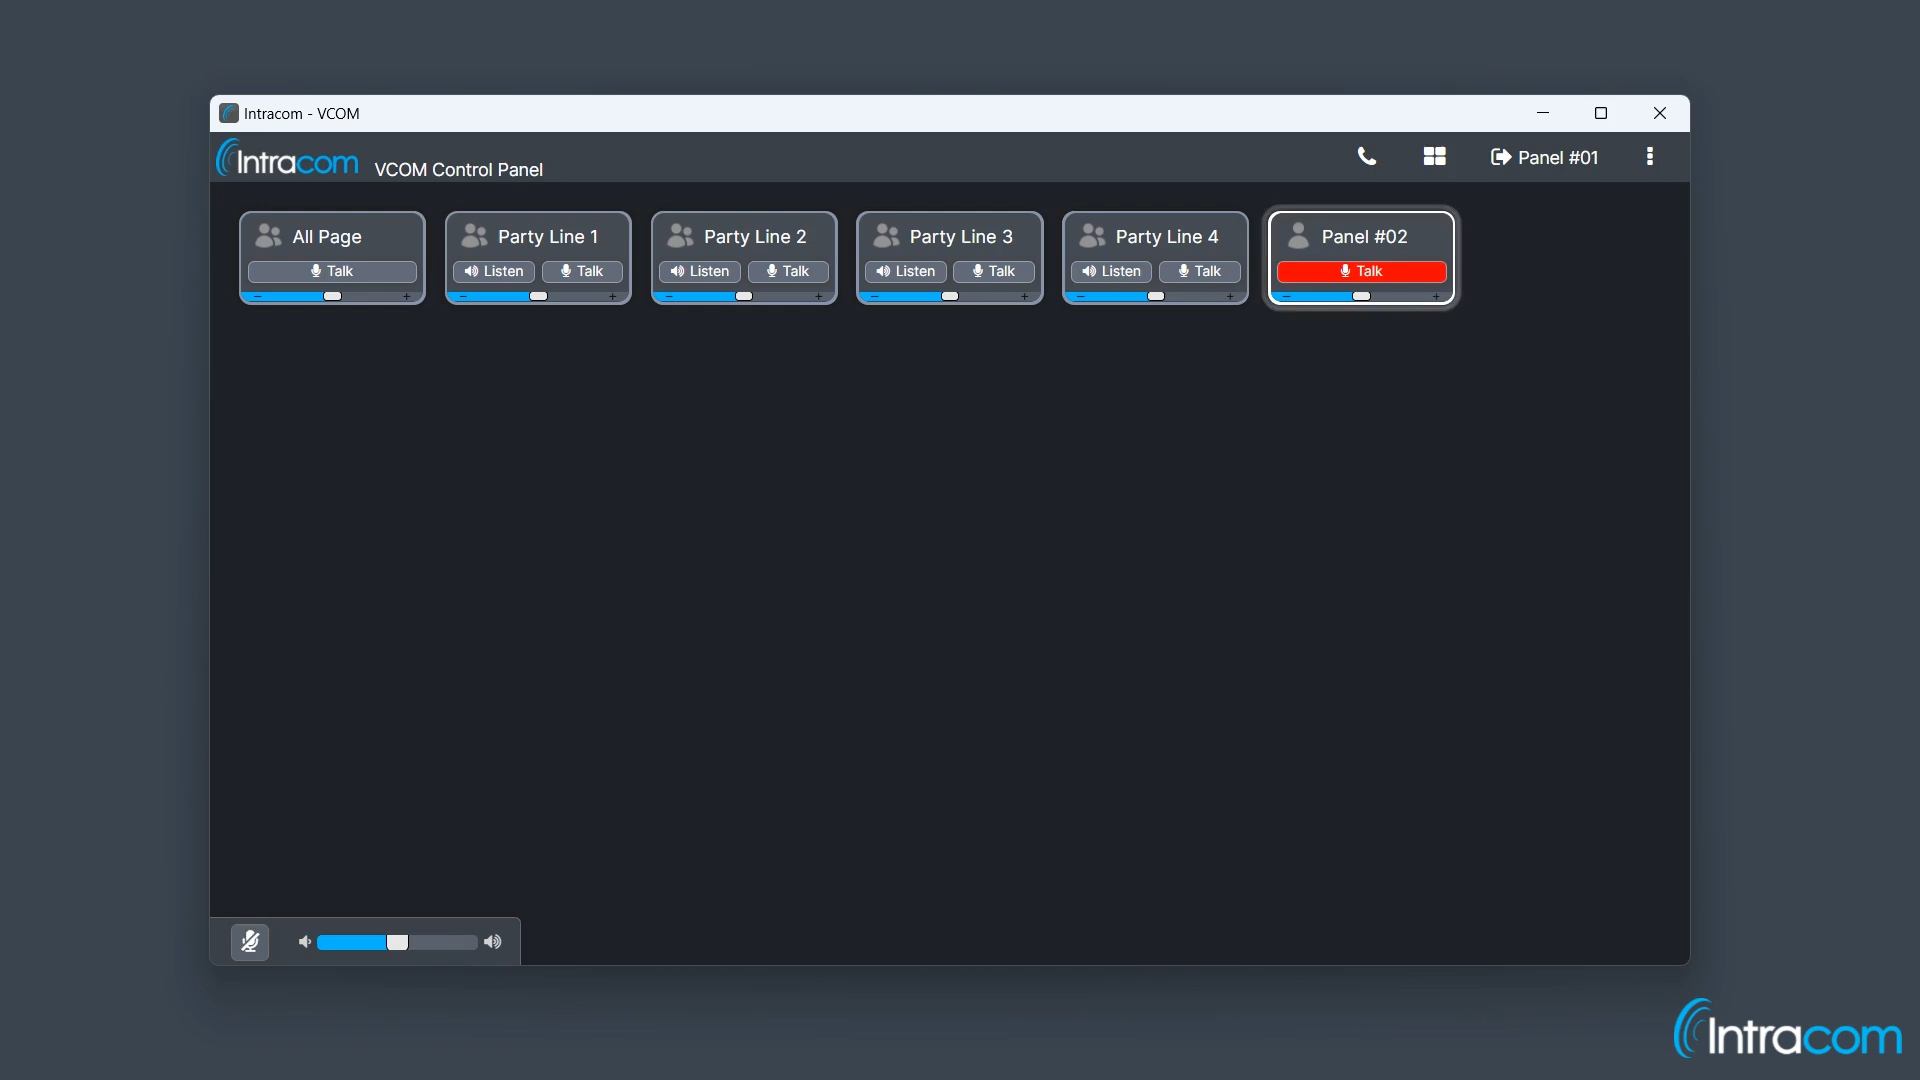 Intracom - VCOM
Intracom VCOM Control Panel Panel #01
All Page Party Line 1 Party Line 2 Party Line 3 Party Line 4 Panel #02
Talk Listen Talk Listen Talk Listen Talk Listen Talk Talk
Intracom